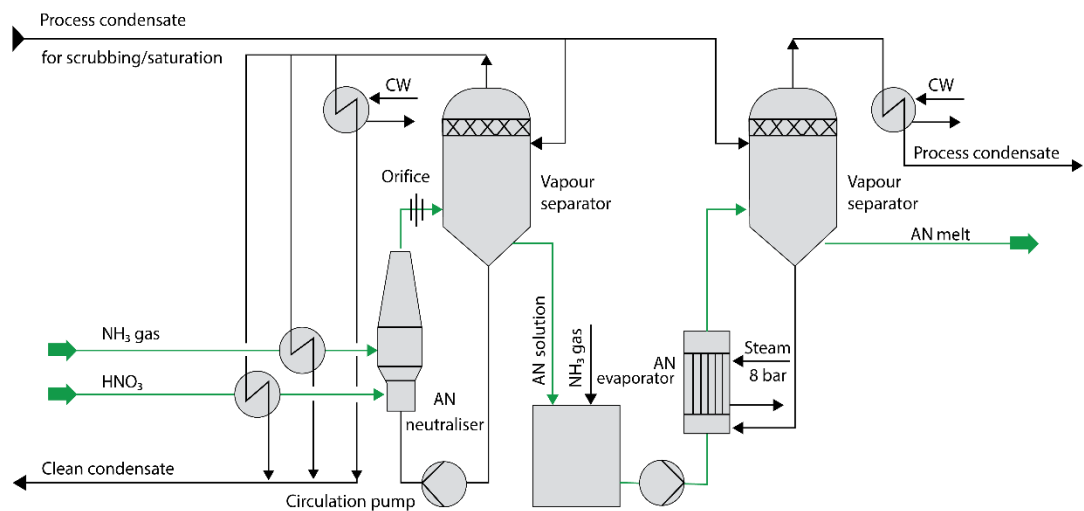 Process condensate
for scrubbing/saturation
CW
CW
Process condensate
Orifice
Vapour
separator
Vapour
separator
AN melt
AN solution
NH₃ gas
NH₃ gas
HNO₃
AN
evaporator
Steam
8 bar
AN
neutraliser
Clean condensate
Circulation pump